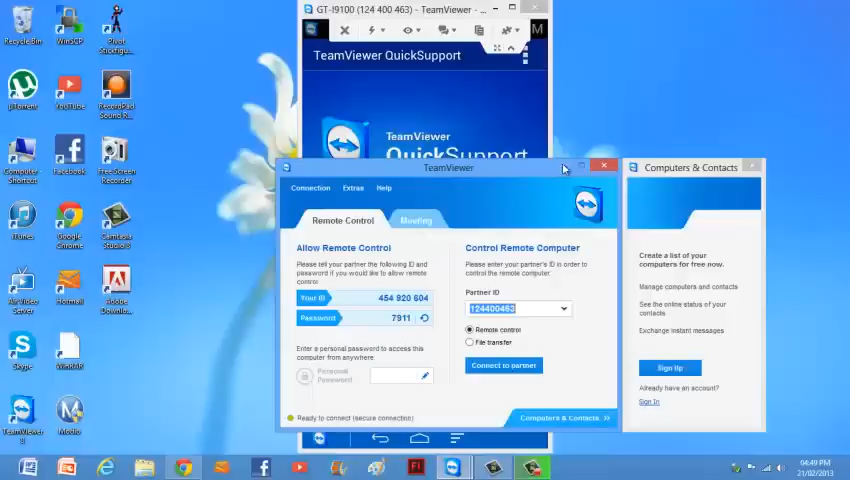 GT-I9100 (124 400 463) - TeamViewer -
M
TeamViewer QuickSupport
TeamViewer
QuickSupport
Recycle Bin
WinSCP
Pivot
Stickfigu...
µTorrent
YouTube
RecordPad
Sound R...
Computer
Shortcut
Facebook
Free Screen
Recorder
iTunes
Google
Chrome
Camtasia
Studio 8
Air Video
Server
Hotmail
Adobe
Downlo...
Skype
WinRAR
TeamViewer
8
TeamViewer
Connection
Extras
Help
Remote Control
Meeting
Allow Remote Control
Please tell your partner the following ID and
password if you would like to allow remote
control.
Your ID
454 920 604
Password
7911
Enter a personal password to access this
computer from anywhere.
Personal
Password
Ready to connect (secure connection)
Control Remote Computer
Please enter your partner's ID in order to
control the remote computer.
Partner ID
124400463
Remote control
File transfer
Connect to partner
Computers & Contacts >>
Computers & Contacts
Create a list of your
computers for free now.
Manage computers and contacts
See the online status of your
contacts
Exchange instant messages
Sign Up
Already have an account?
Sign In
04:49 PM
21/02/2013